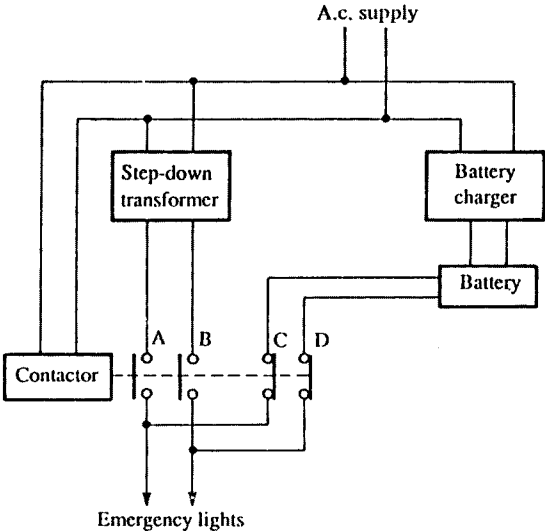 A.c. supply
Step-down
transformer
Battery
charger
Battery
A
B
C
D
Contactor
Emergency lights